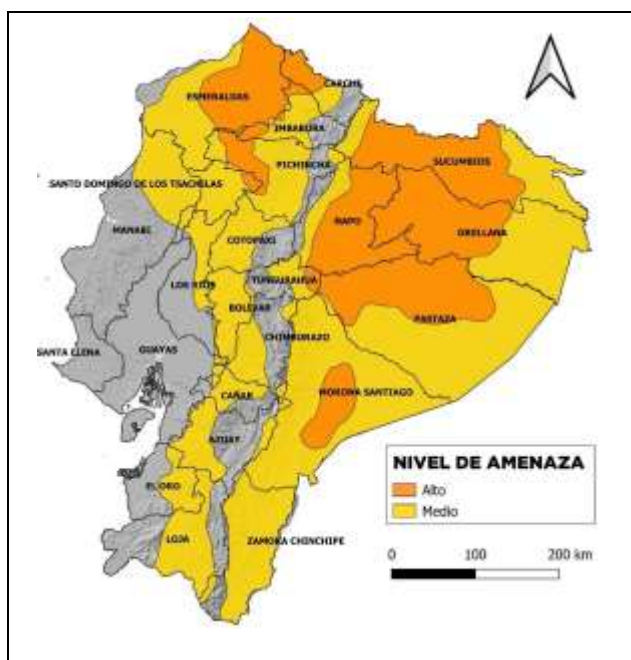 CARCHI
ESMERALDAS
IMBABURA
PICHINCHA
SUCUMBIOS
SANTO DOMINGO DE LOS TSACHILAS
NAPO
MANABI
ORELLANA
COTOPAXI
TUNGURAHUA
LOS RIOS
BOLIVAR
PASTAZA
CHIMBORAZO
SANTA ELENA
GUAYAS
MORONA SANTIAGO
CAÑAR
AZUAY
EL ORO
LOJA
ZAMORA CHINCHIPE
NIVEL DE AMENAZA
Alto
Medio
0 100 200 km